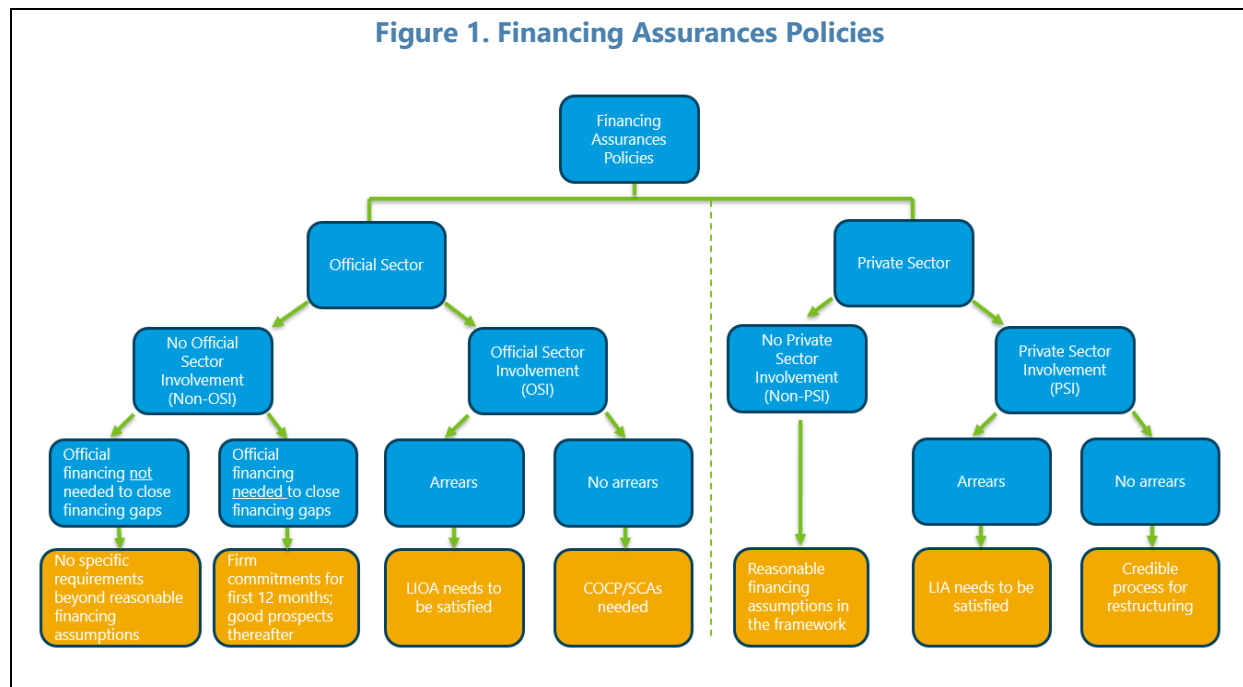 Figure 1. Financing Assurances Policies
Financing
Assurances
Policies
Official Sector
Private Sector
No Official
Sector
Involvement
(Non-OSI)
Official Sector
Involvement
(OSI)
No Private
Sector
Involvement
(Non-PSI)
Private Sector
Involvement
(PSI)
Official
financing not
needed to close
financing gaps
Official
financing
needed to close
financing gaps
Arrears
No arrears
Arrears
No arrears
No specific
requirements
beyond reasonable
financing
assumptions
Firm
commitments for
first 12 months;
good prospects
thereafter
LIOA needs to
be satisfied
COCP/SCAs
needed
Reasonable
financing
assumptions in
the framework
LIA needs to be
satisfied
Credible
process for
restructuring